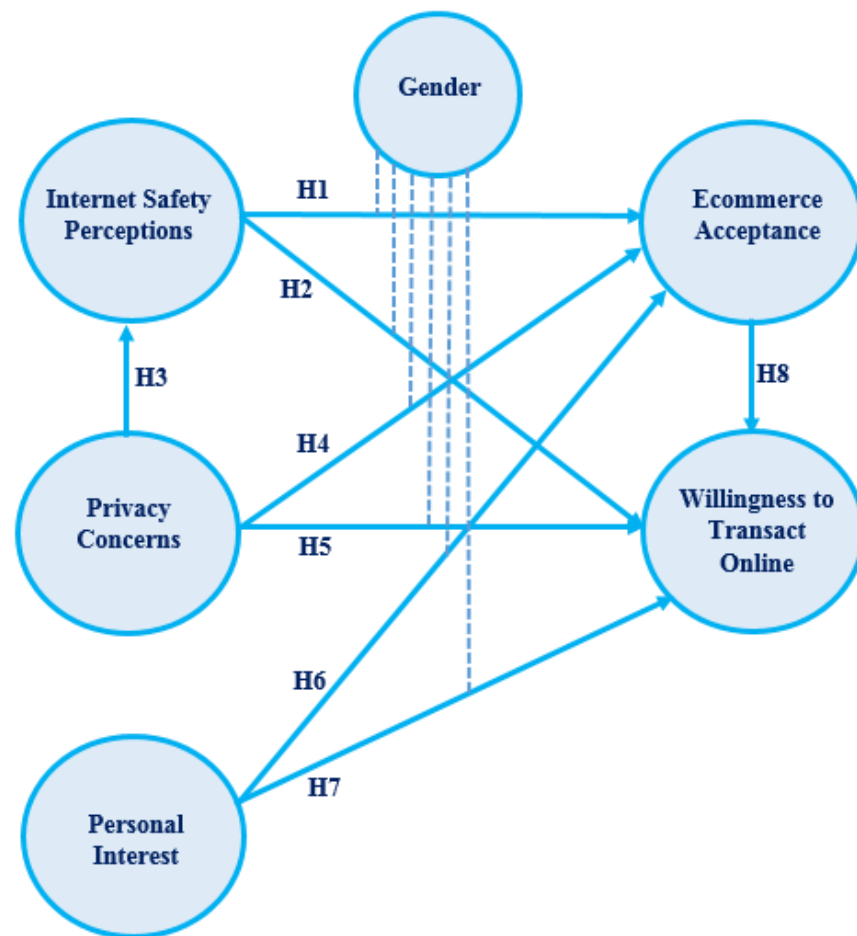 Gender
Internet Safety
Perceptions
H1
Ecommerce
Acceptance
H2
H3
H8
H4
Privacy
Concerns
H5
Willingness to
Transact
Online
H6
H7
Personal
Interest